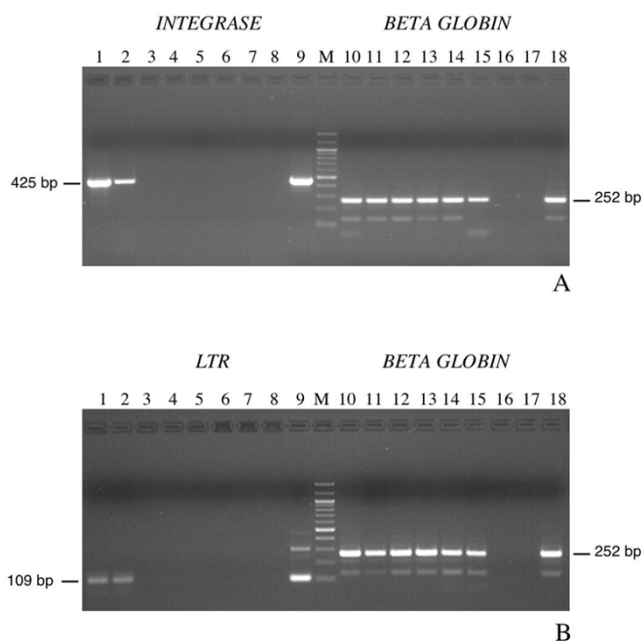 INTEGRASE BETA GLOBIN
1 2 3 4 5 6 7 8 9 M 10 11 12 13 14 15 16 17 18
425 bp
252 bp
A
LTR BETA GLOBIN
1 2 3 4 5 6 7 8 9 M 10 11 12 13 14 15 16 17 18
252 bp
109 bp
B